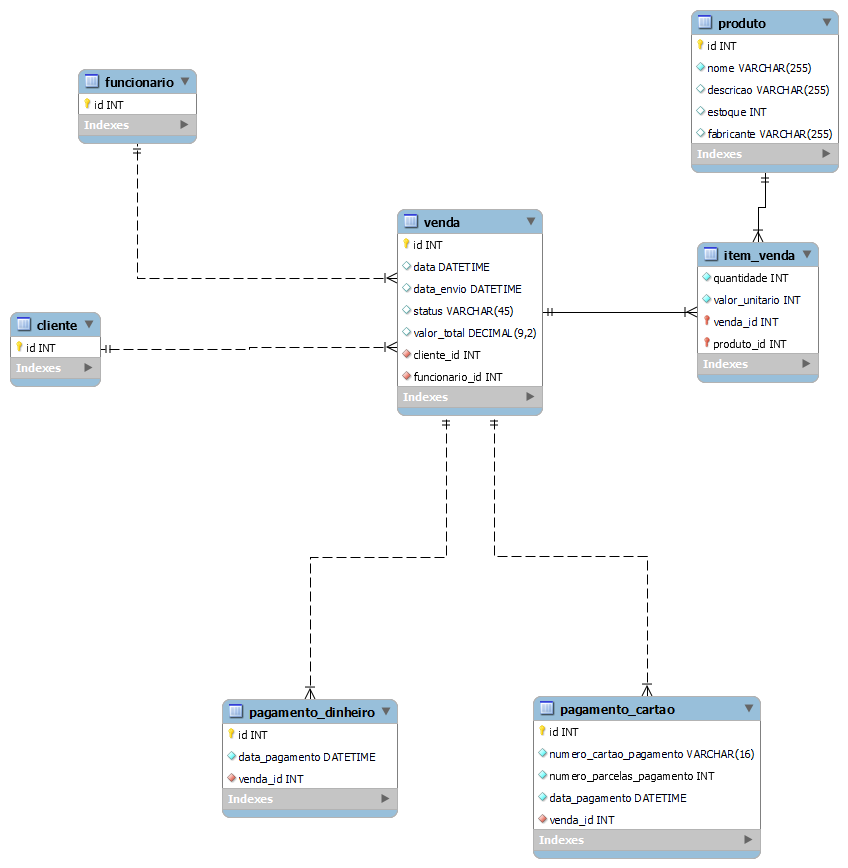 produto
id INT
nome VARCHAR(255)
descricao VARCHAR(255)
estoque INT
fabricante VARCHAR(255)
Indexes
funcionario
id INT
Indexes
venda
id INT
data DATETIME
data_envio DATETIME
status VARCHAR(45)
valor_total DECIMAL(9,2)
cliente_id INT
funcionario_id INT
Indexes
item_venda
quantidade INT
valor_unitario INT
venda_id INT
produto_id INT
Indexes
cliente
id INT
Indexes
pagamento_dinheiro
id INT
data_pagamento DATETIME
venda_id INT
Indexes
pagamento_cartao
id INT
numero_cartao_pagamento VARCHAR(16)
numero_parcelas_pagamento INT
data_pagamento DATETIME
venda_id INT
Indexes